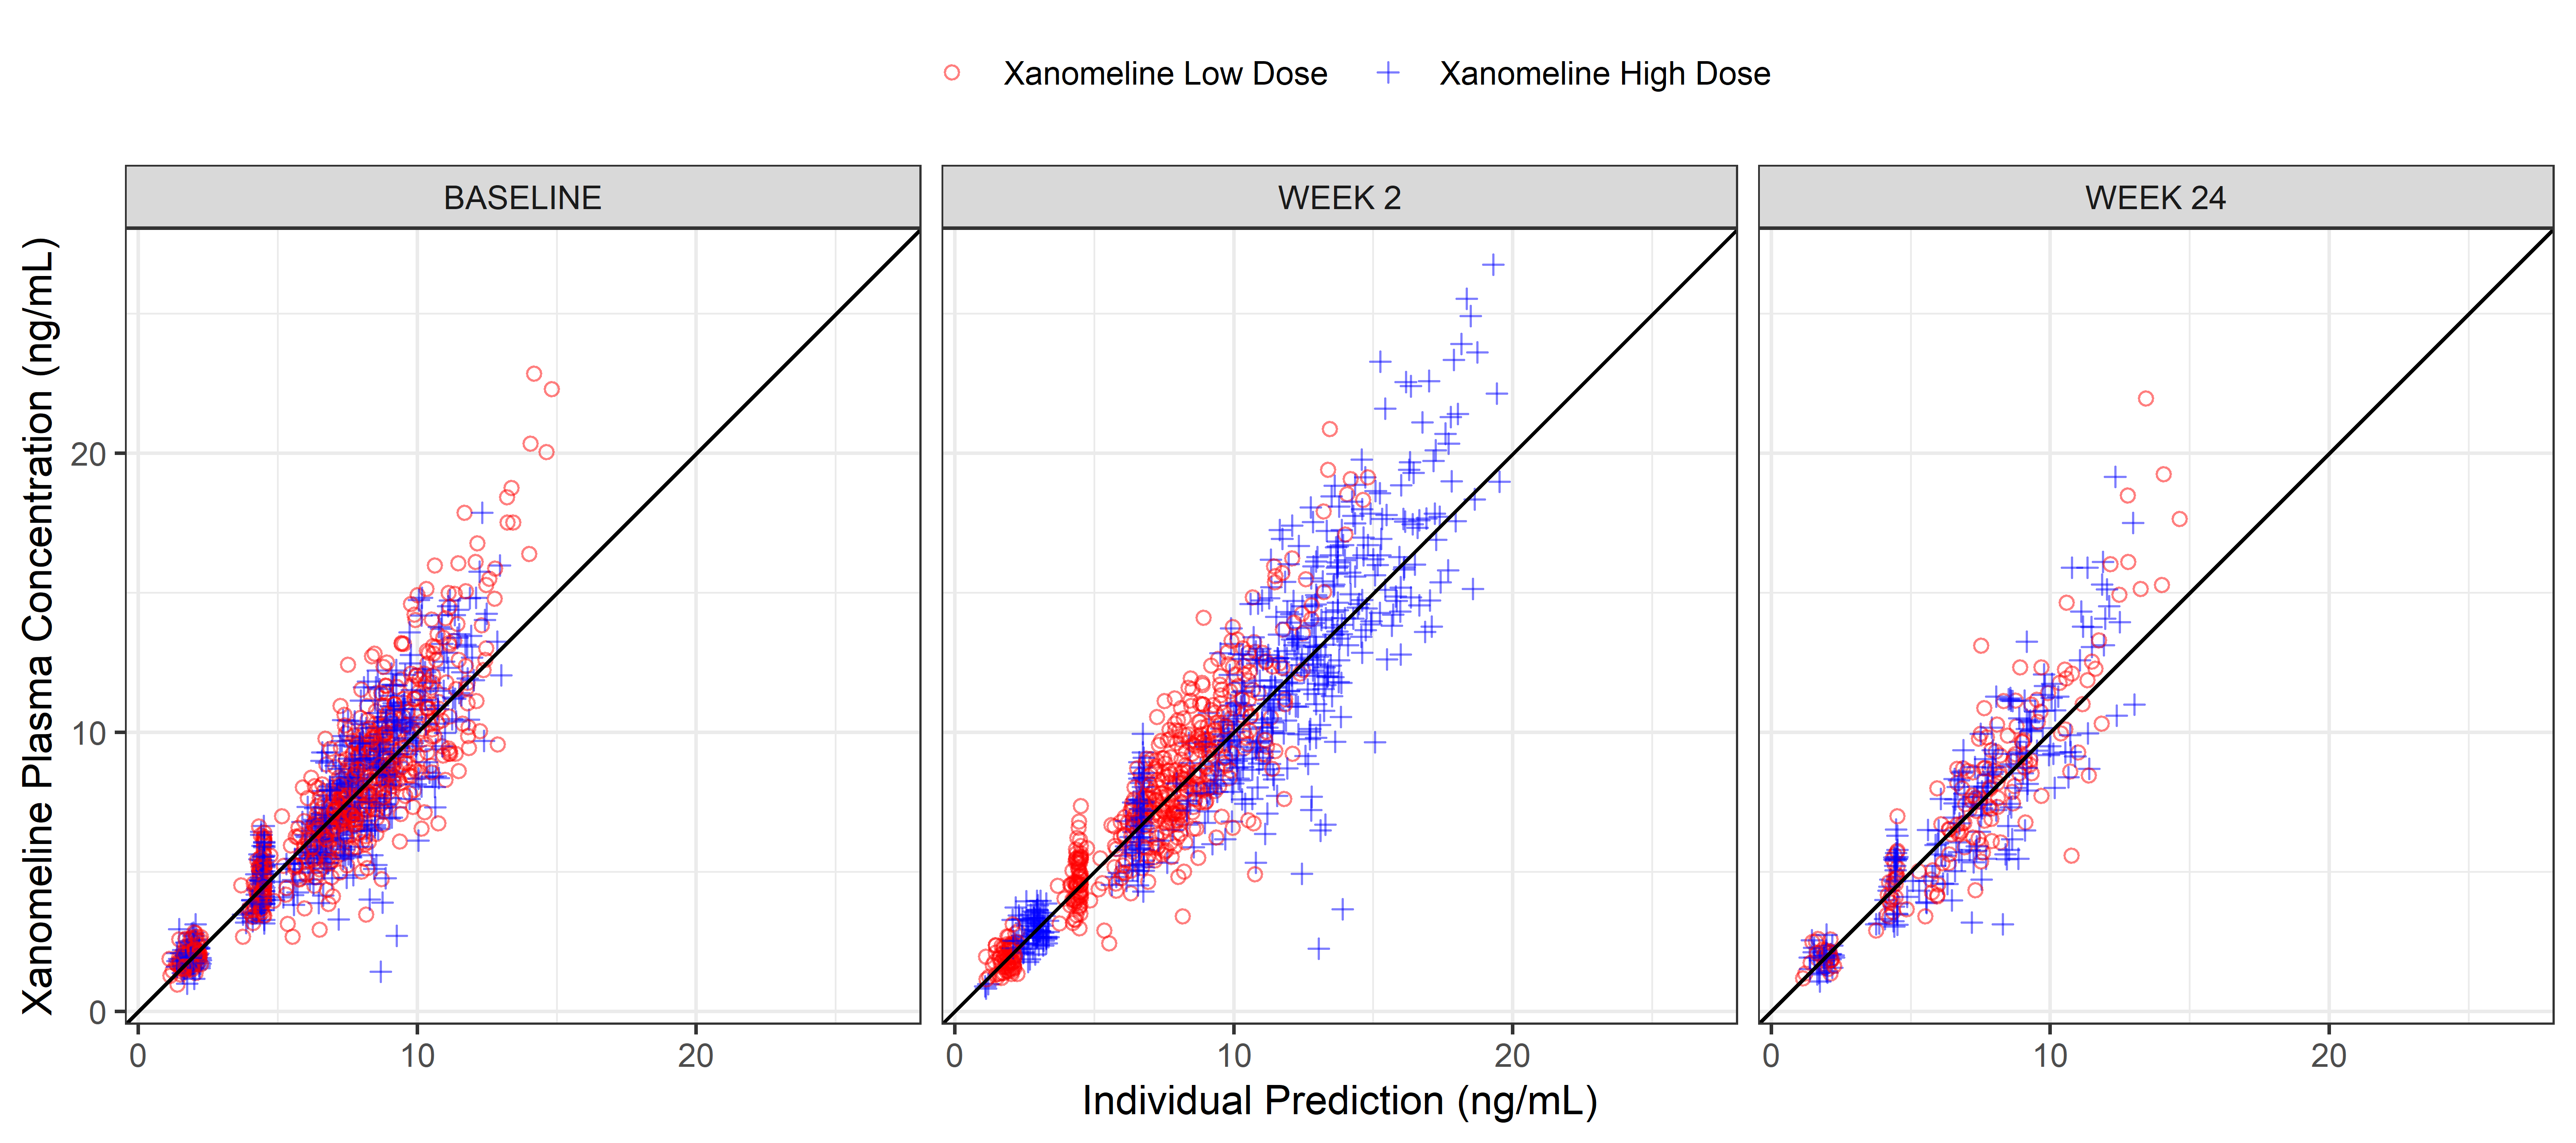 Xanomeline Low Dose Xanomeline High Dose
BASELINE WEEK 2 WEEK 24
Xanomeline Plasma Concentration (ng/mL)
20
10
0
0 10 20 0 10 20 0 10 20
Individual Prediction (ng/mL)